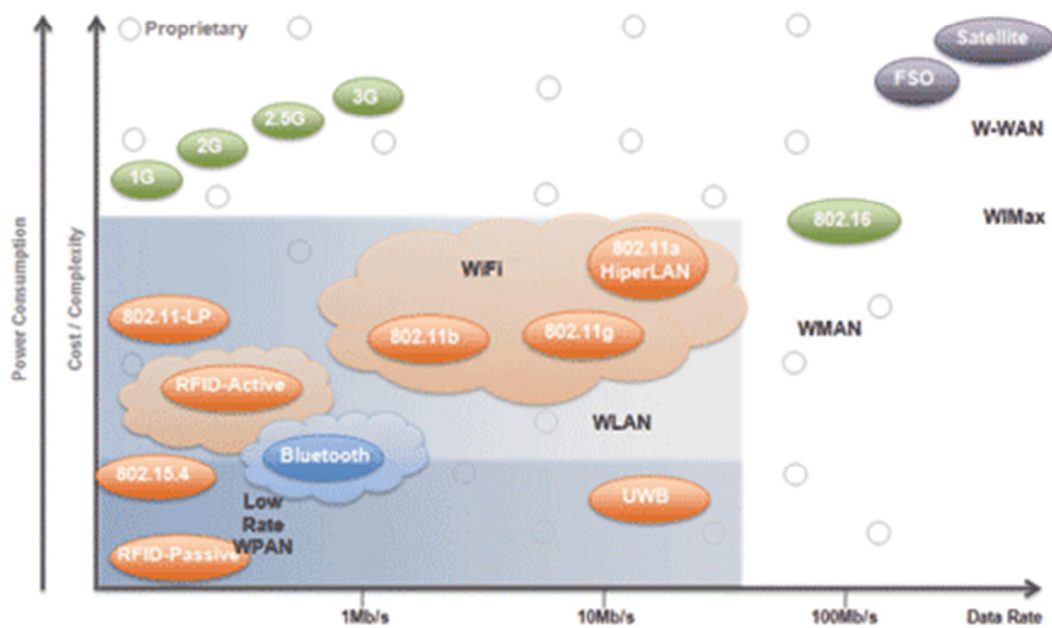 Proprietary
Satellite
FSO
3G
2.5G
W-WAN
2G
1G
WIMax
802.16
Power Consumption
Cost / Complexity
WiFi
802.11a
HiperLAN
802.11-LP
802.11b
802.11g
WMAN
RFID-Active
WLAN
Bluetooth
802.15.4
UWB
Low
Rate
WPAN
RFID-Passive
1Mb/s
10Mb/s
100Mb/s
Data Rate